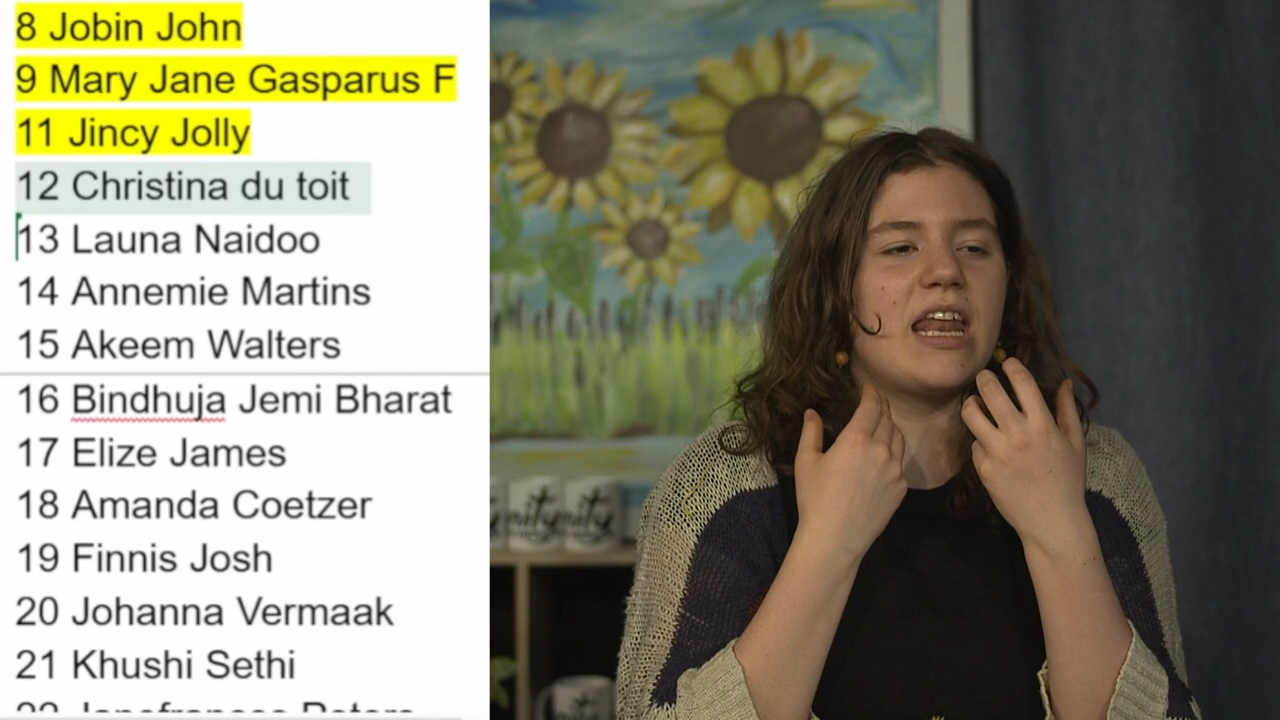 8 Jobin John
9 Mary Jane Gasparus F
11 Jincy Jolly
12 Christina du toit
13 Launa Naidoo
14 Annemie Martins
15 Akeem Walters
16 Bindhuja Jemi Bharat
17 Elize James
18 Amanda Coetzer
19 Finnis Josh
20 Johanna Vermaak
21 Khushi Sethi